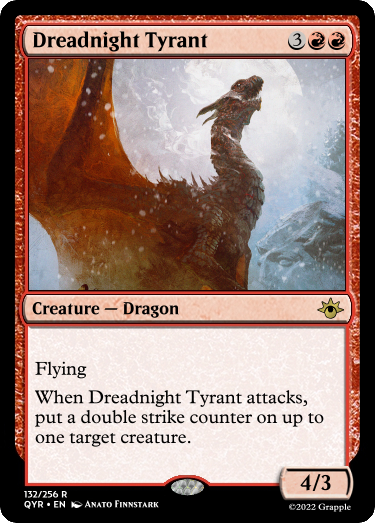 Dreadnight Tyrant 3
Creature — Dragon
Flying
When Dreadnight Tyrant attacks,
put a double strike counter on up to
one target creature.
4/3
132/256 R
QYR • EN Anato Finnstark
©2022 Grapple